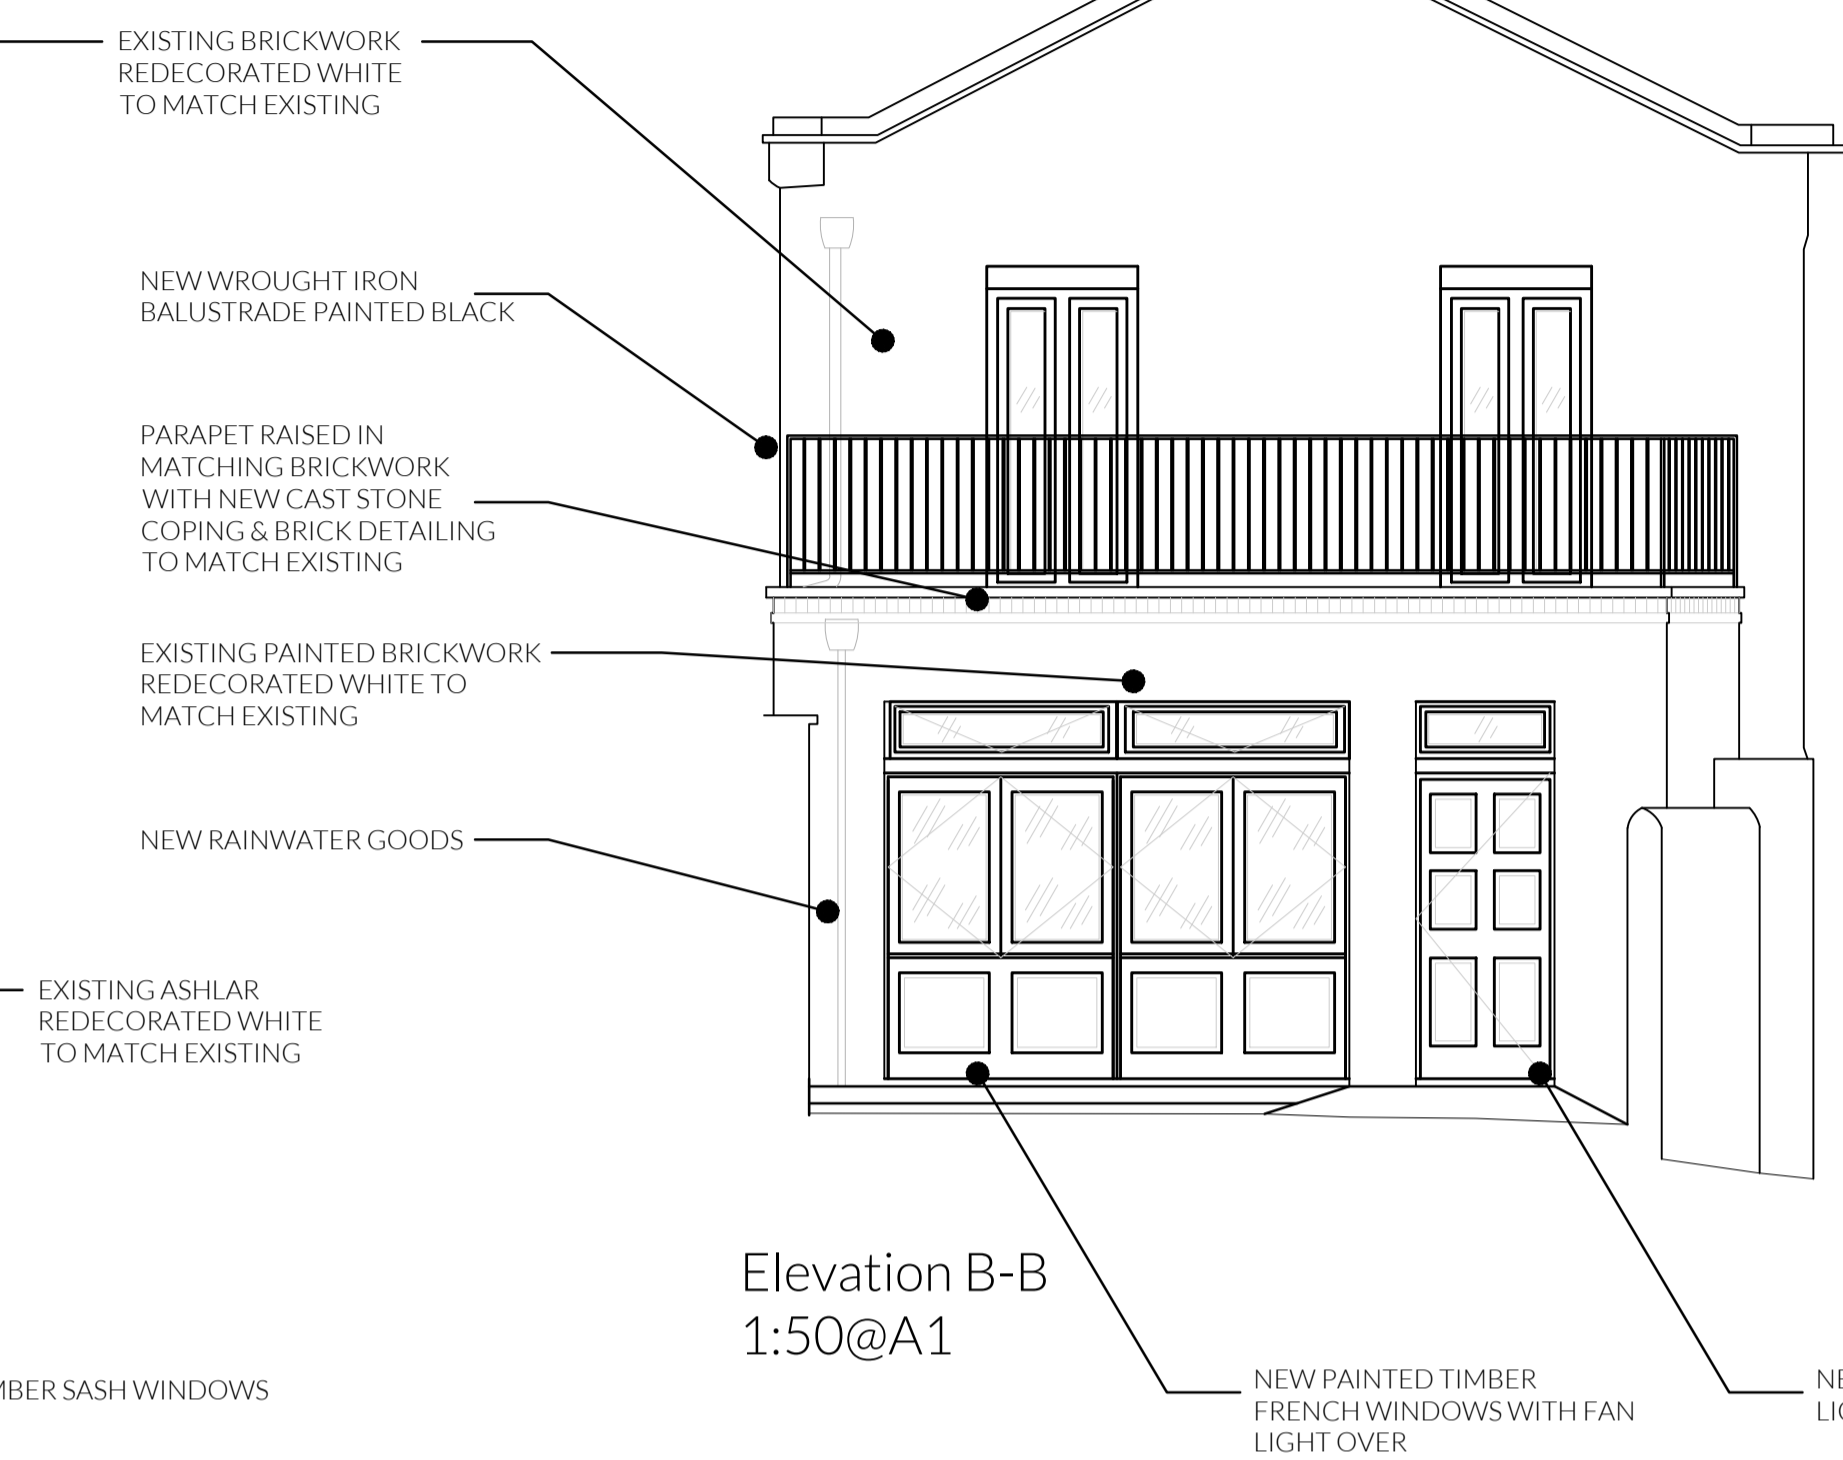 EXISTING BRICKWORK
REDECORATED WHITE
TO MATCH EXISTING
NEW WROUGHT IRON
BALUSTRADE PAINTED BLACK
PARAPET RAISED IN
MATCHING BRICKWORK
WITH NEW CAST STONE
COPING & BRICK DETAILING
TO MATCH EXISTING
EXISTING PAINTED BRICKWORK
REDECORATED WHITE TO
MATCH EXISTING
NEW RAINWATER GOODS
EXISTING ASHLAR
REDECORATED WHITE
TO MATCH EXISTING
Elevation B-B
1:50@A1
SASH WINDOWS
NEW PAINTED TIMBER
FRENCH WINDOWS WITH FAN
LIGHT OVER